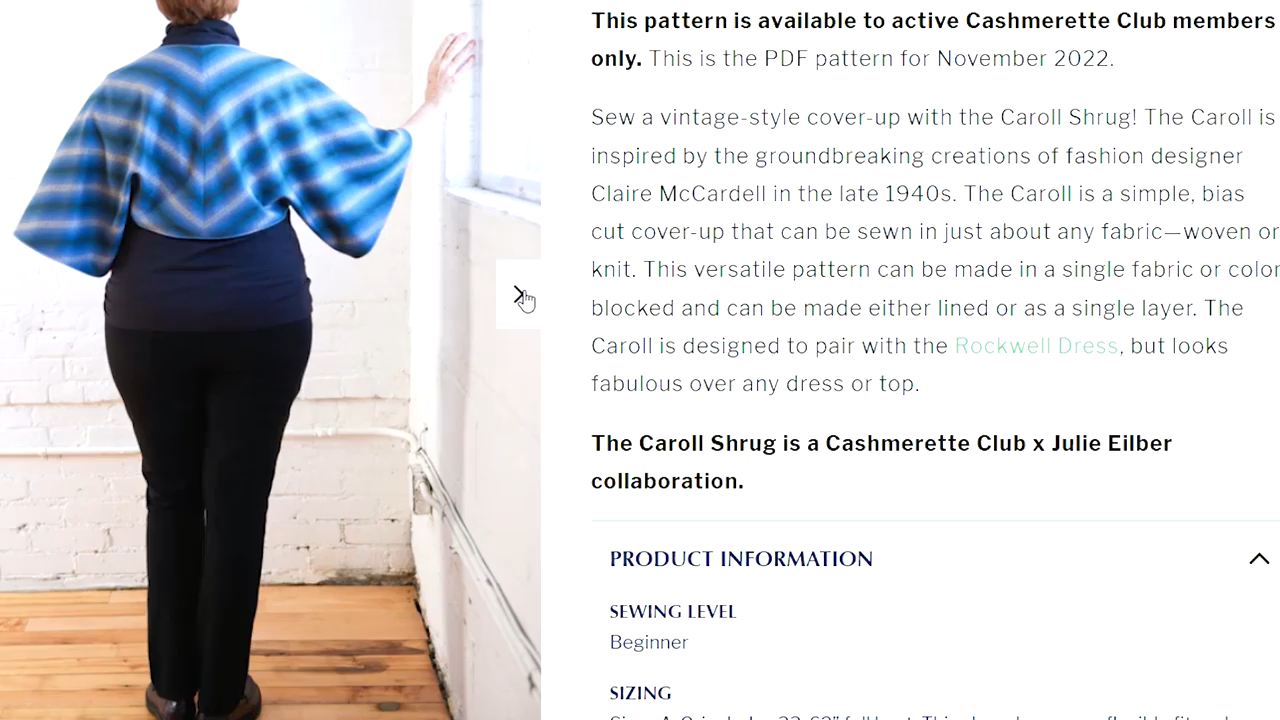 This pattern is available to active Cashmerette Club members
only. This is the PDF pattern for November 2022.
Sew a vintage-style cover-up with the Caroll Shrug! The Caroll is
inspired by the groundbreaking creations of fashion designer
Claire McCardell in the late 1940s. The Caroll is a simple, bias
cut cover-up that can be sewn in just about any fabric—woven or
knit. This versatile pattern can be made in a single fabric or color
blocked and can be made either lined or as a single layer. The
Caroll is designed to pair with the Rockwell Dress, but looks
fabulous over any dress or top.
The Caroll Shrug is a Cashmerette Club x Julie Eilber
collaboration.
PRODUCT INFORMATION
SEWING LEVEL
Beginner
SIZING